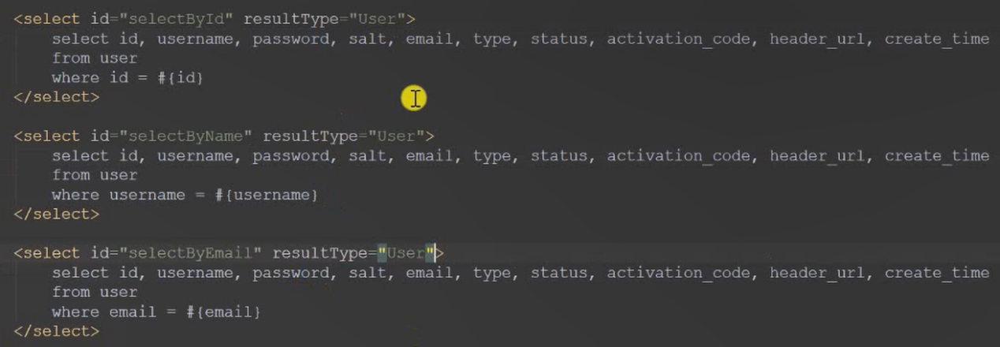 <select id="selectById" resultType="User">
    select id, username, password, salt, email, type, status, activation_code, header_url, create_time
    from user
    where id = #{id}
</select>
<select id="selectByName" resultType="User">
    select id, username, password, salt, email, type, status, activation_code, header_url, create_time
    from user
    where username = #{username}
</select>
<select id="selectByEmail" resultType="User">
    select id, username, password, salt, email, type, status, activation_code, header_url, create_time
    from user
    where email = #{email}
</select>